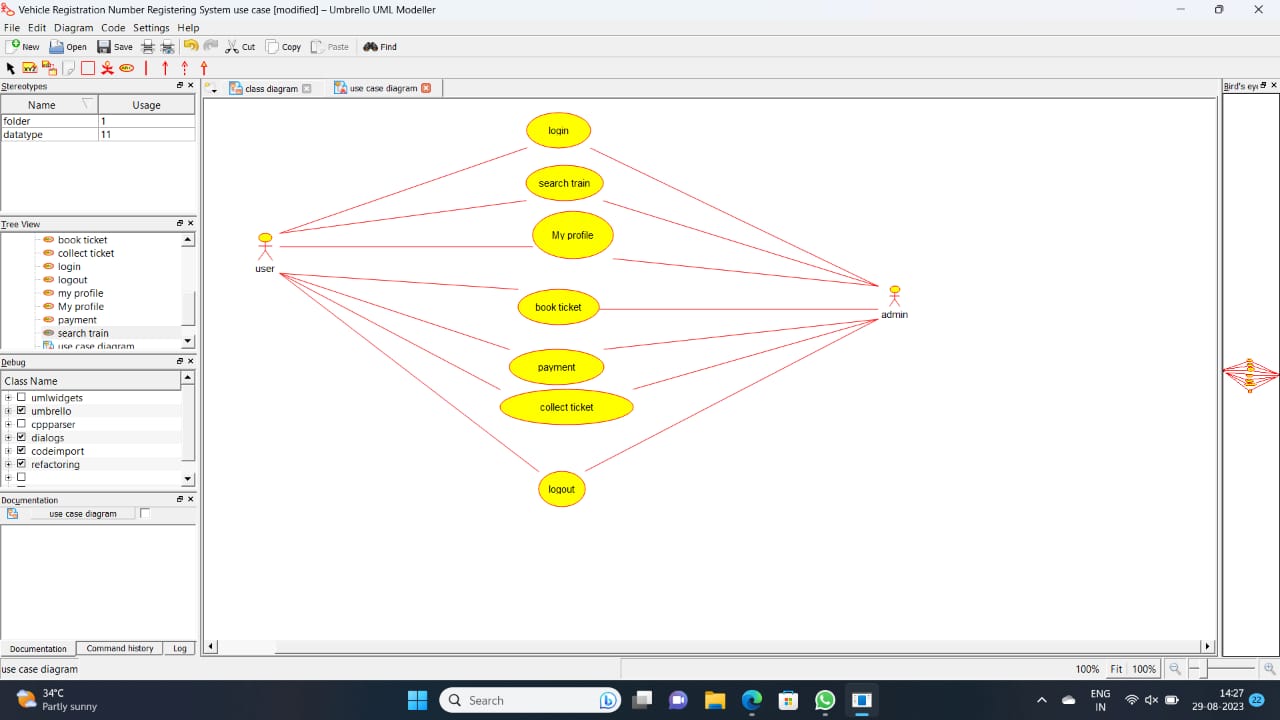 Vehicle Registration Number Registering System use case [modified] – Umbrello UML Modeller
File Edit Diagram Code Settings Help
New Open Save Cut Copy Paste Find
Stereotypes
Name Usage
folder 1
datatype 11
Tree View
book ticket
collect ticket
login
logout
my profile
My profile
payment
search train
use case diagram
Debug
Class Name
umlwidgets
umbrello
cppparser
dialogs
codeimport
refactoring
Documentation
use case diagram
Documentation Command history Log
class diagram use case diagram
login
search train
My profile
user
book ticket
admin
payment
collect ticket
logout
Bird's eye
use case diagram
100% Fit 100%
34°C
Partly sunny
Search
ENG
IN
14:27
29-08-2023
22